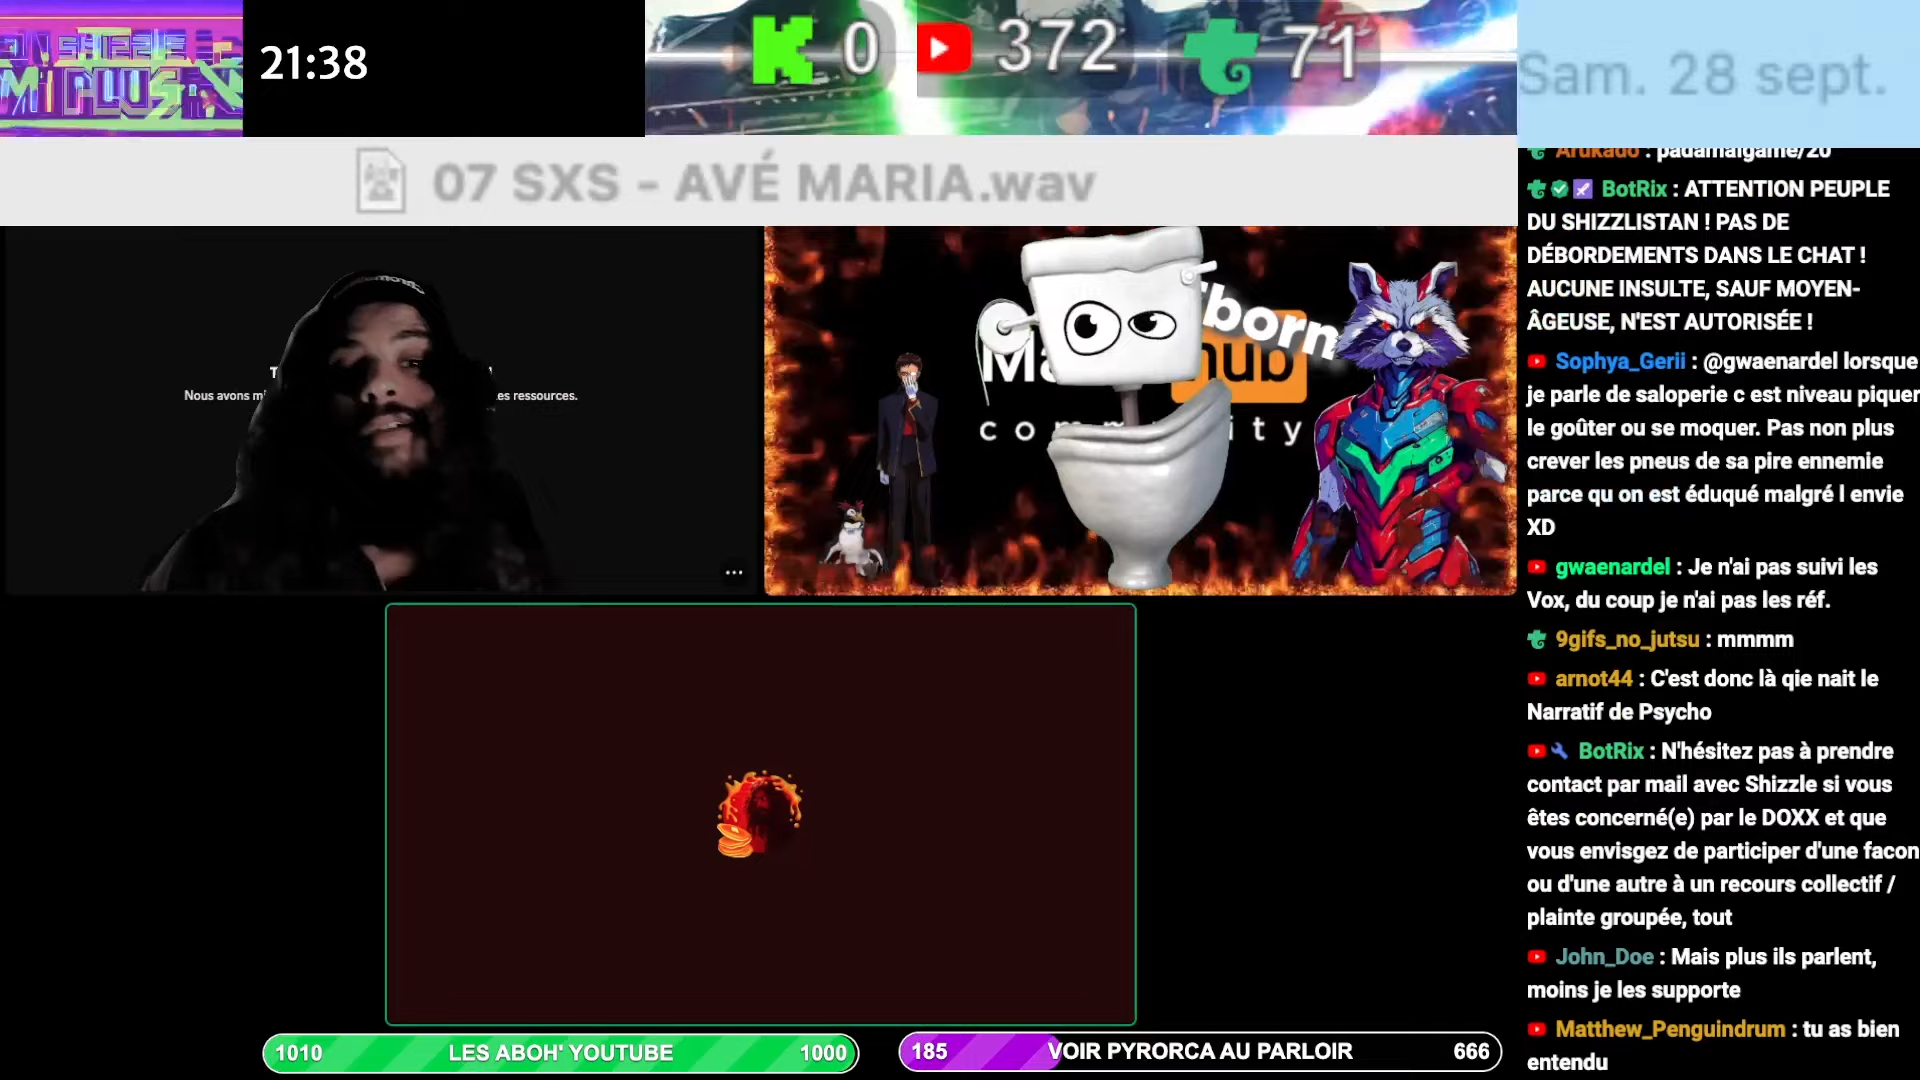 21:38
0
372
71
Sam. 28 sept.
07 SXS - AVÉ MARIA.wav
Arukado : padamalgame/20
BotRix : ATTENTION PEUPLE
DU SHIZZLISTAN ! PAS DE
DÉBORDEMENTS DANS LE CHAT !
AUCUNE INSULTE, SAUF MOYEN-
ÂGEUSE, N'EST AUTORISÉE !
Sophya_Gerii : @gwaenardel lorsque
je parle de saloperie c est niveau piquer
le goûter ou se moquer. Pas non plus
crever les pneus de sa pire ennemie
parce qu on est éduqué malgré l envie
XD
gwaenardel : Je n'ai pas suivi les
Vox, du coup je n'ai pas les réf.
9gifs_no_jutsu : mmmm
arnot44 : C'est donc là qie nait le
Narratif de Psycho
BotRix : N'hésitez pas à prendre
contact par mail avec Shizzle si vous
êtes concerné(e) par le DOXX et que
vous envisgez de participer d'une facon
ou d'une autre à un recours collectif /
plainte groupée, tout
John_Doe : Mais plus ils parlent,
moins je les supporte
Matthew_Penguindrum : tu as bien
entendu
Nous avons
es ressources.
born
hub
1010 LES ABOH' YOUTUBE 1000
185 VOIR PYRORCA AU PARLOIR 666